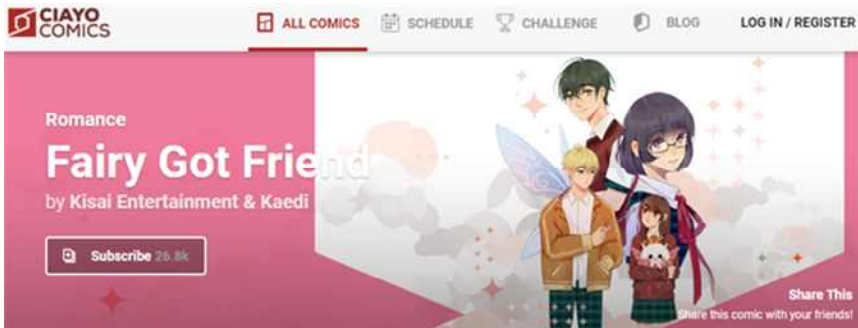 CIAYO
COMICS
ALL COMICS
SCHEDULE
CHALLENGE
BLOG
LOG IN / REGISTER
Romance
Fairy Got Friend
by Kisai Entertainment & Kaedi
Subscribe 26.8k
Share This
Share this comic with your friends!